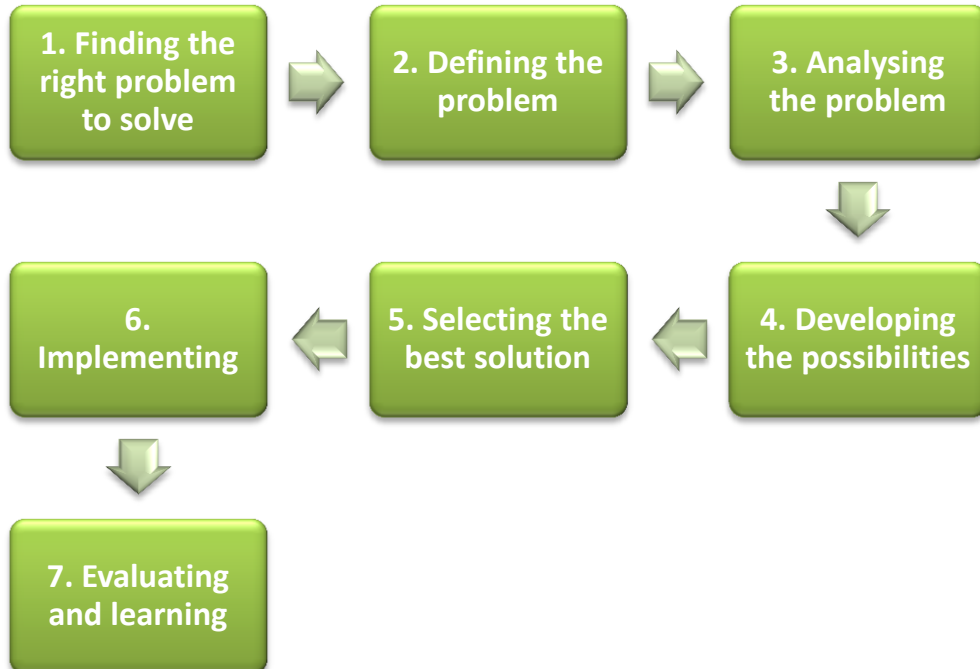 1. Finding the
right problem
to solve
2. Defining the
problem
3. Analysing
the problem
4. Developing
the possibilities
5. Selecting the
best solution
6.
Implementing
7. Evaluating
and learning